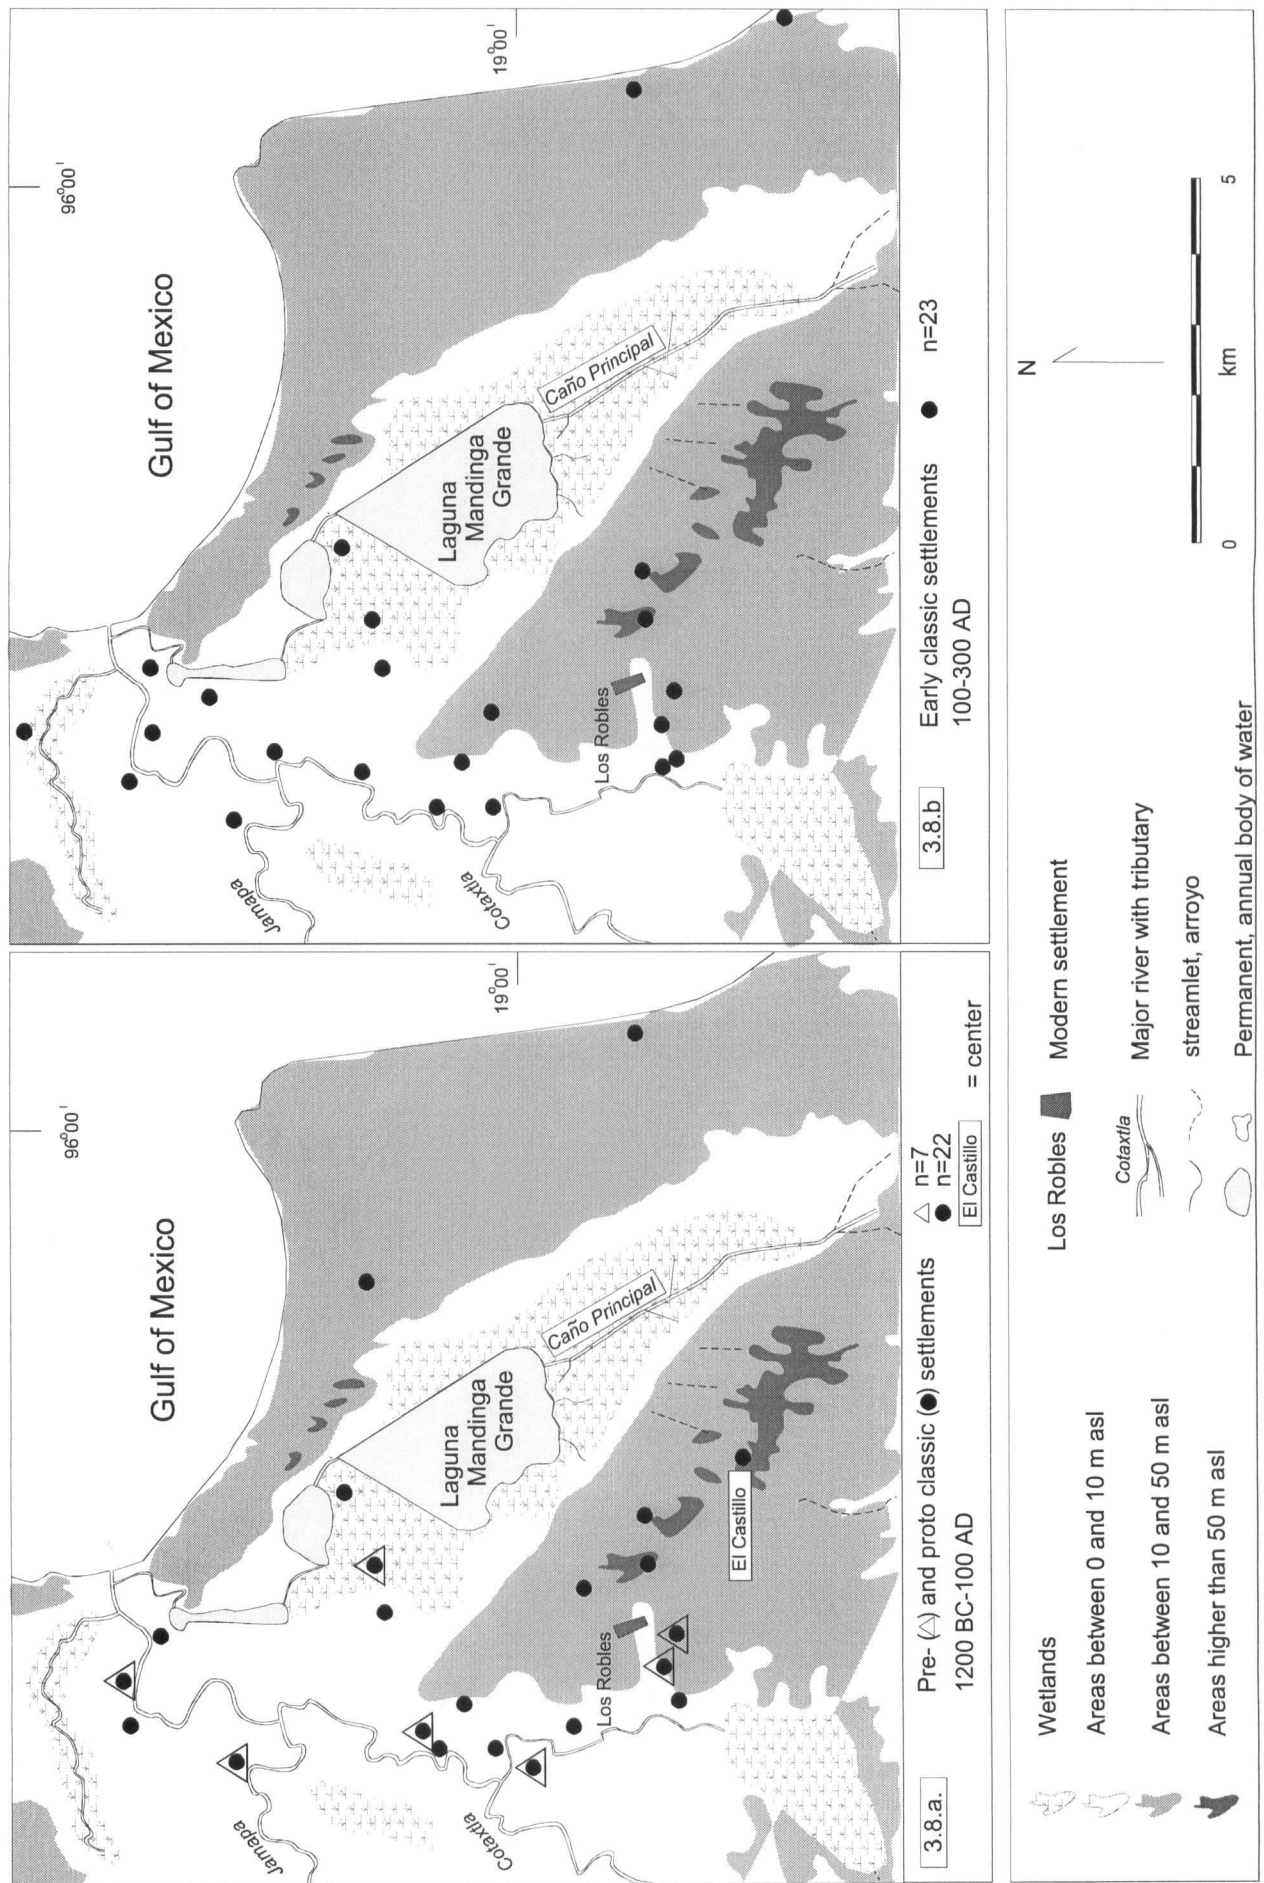 96°00'
Gulf of Mexico
19°00'
Laguna
Mandinga
Grande
Caño Principal
Los Robles
El Castillo
Jamapa
Cotaxtla
3.8.a.
Pre- (△) and proto classic (●) settlements
1200 BC-100 AD
△ n=7
● n=22
El Castillo = center
96°00'
Gulf of Mexico
19°00'
Laguna
Mandinga
Grande
Caño Principal
Los Robles
Jamapa
Cotaxtla
3.8.b
Early classic settlements ● n=23
100-300 AD
Wetlands
Areas between 0 and 10 m asl
Areas between 10 and 50 m asl
Areas higher than 50 m asl
Los Robles Modern settlement
Cotaxtla
Major river with tributary
streamlet, arroyo
Permanent, annual body of water
N
0 km 5